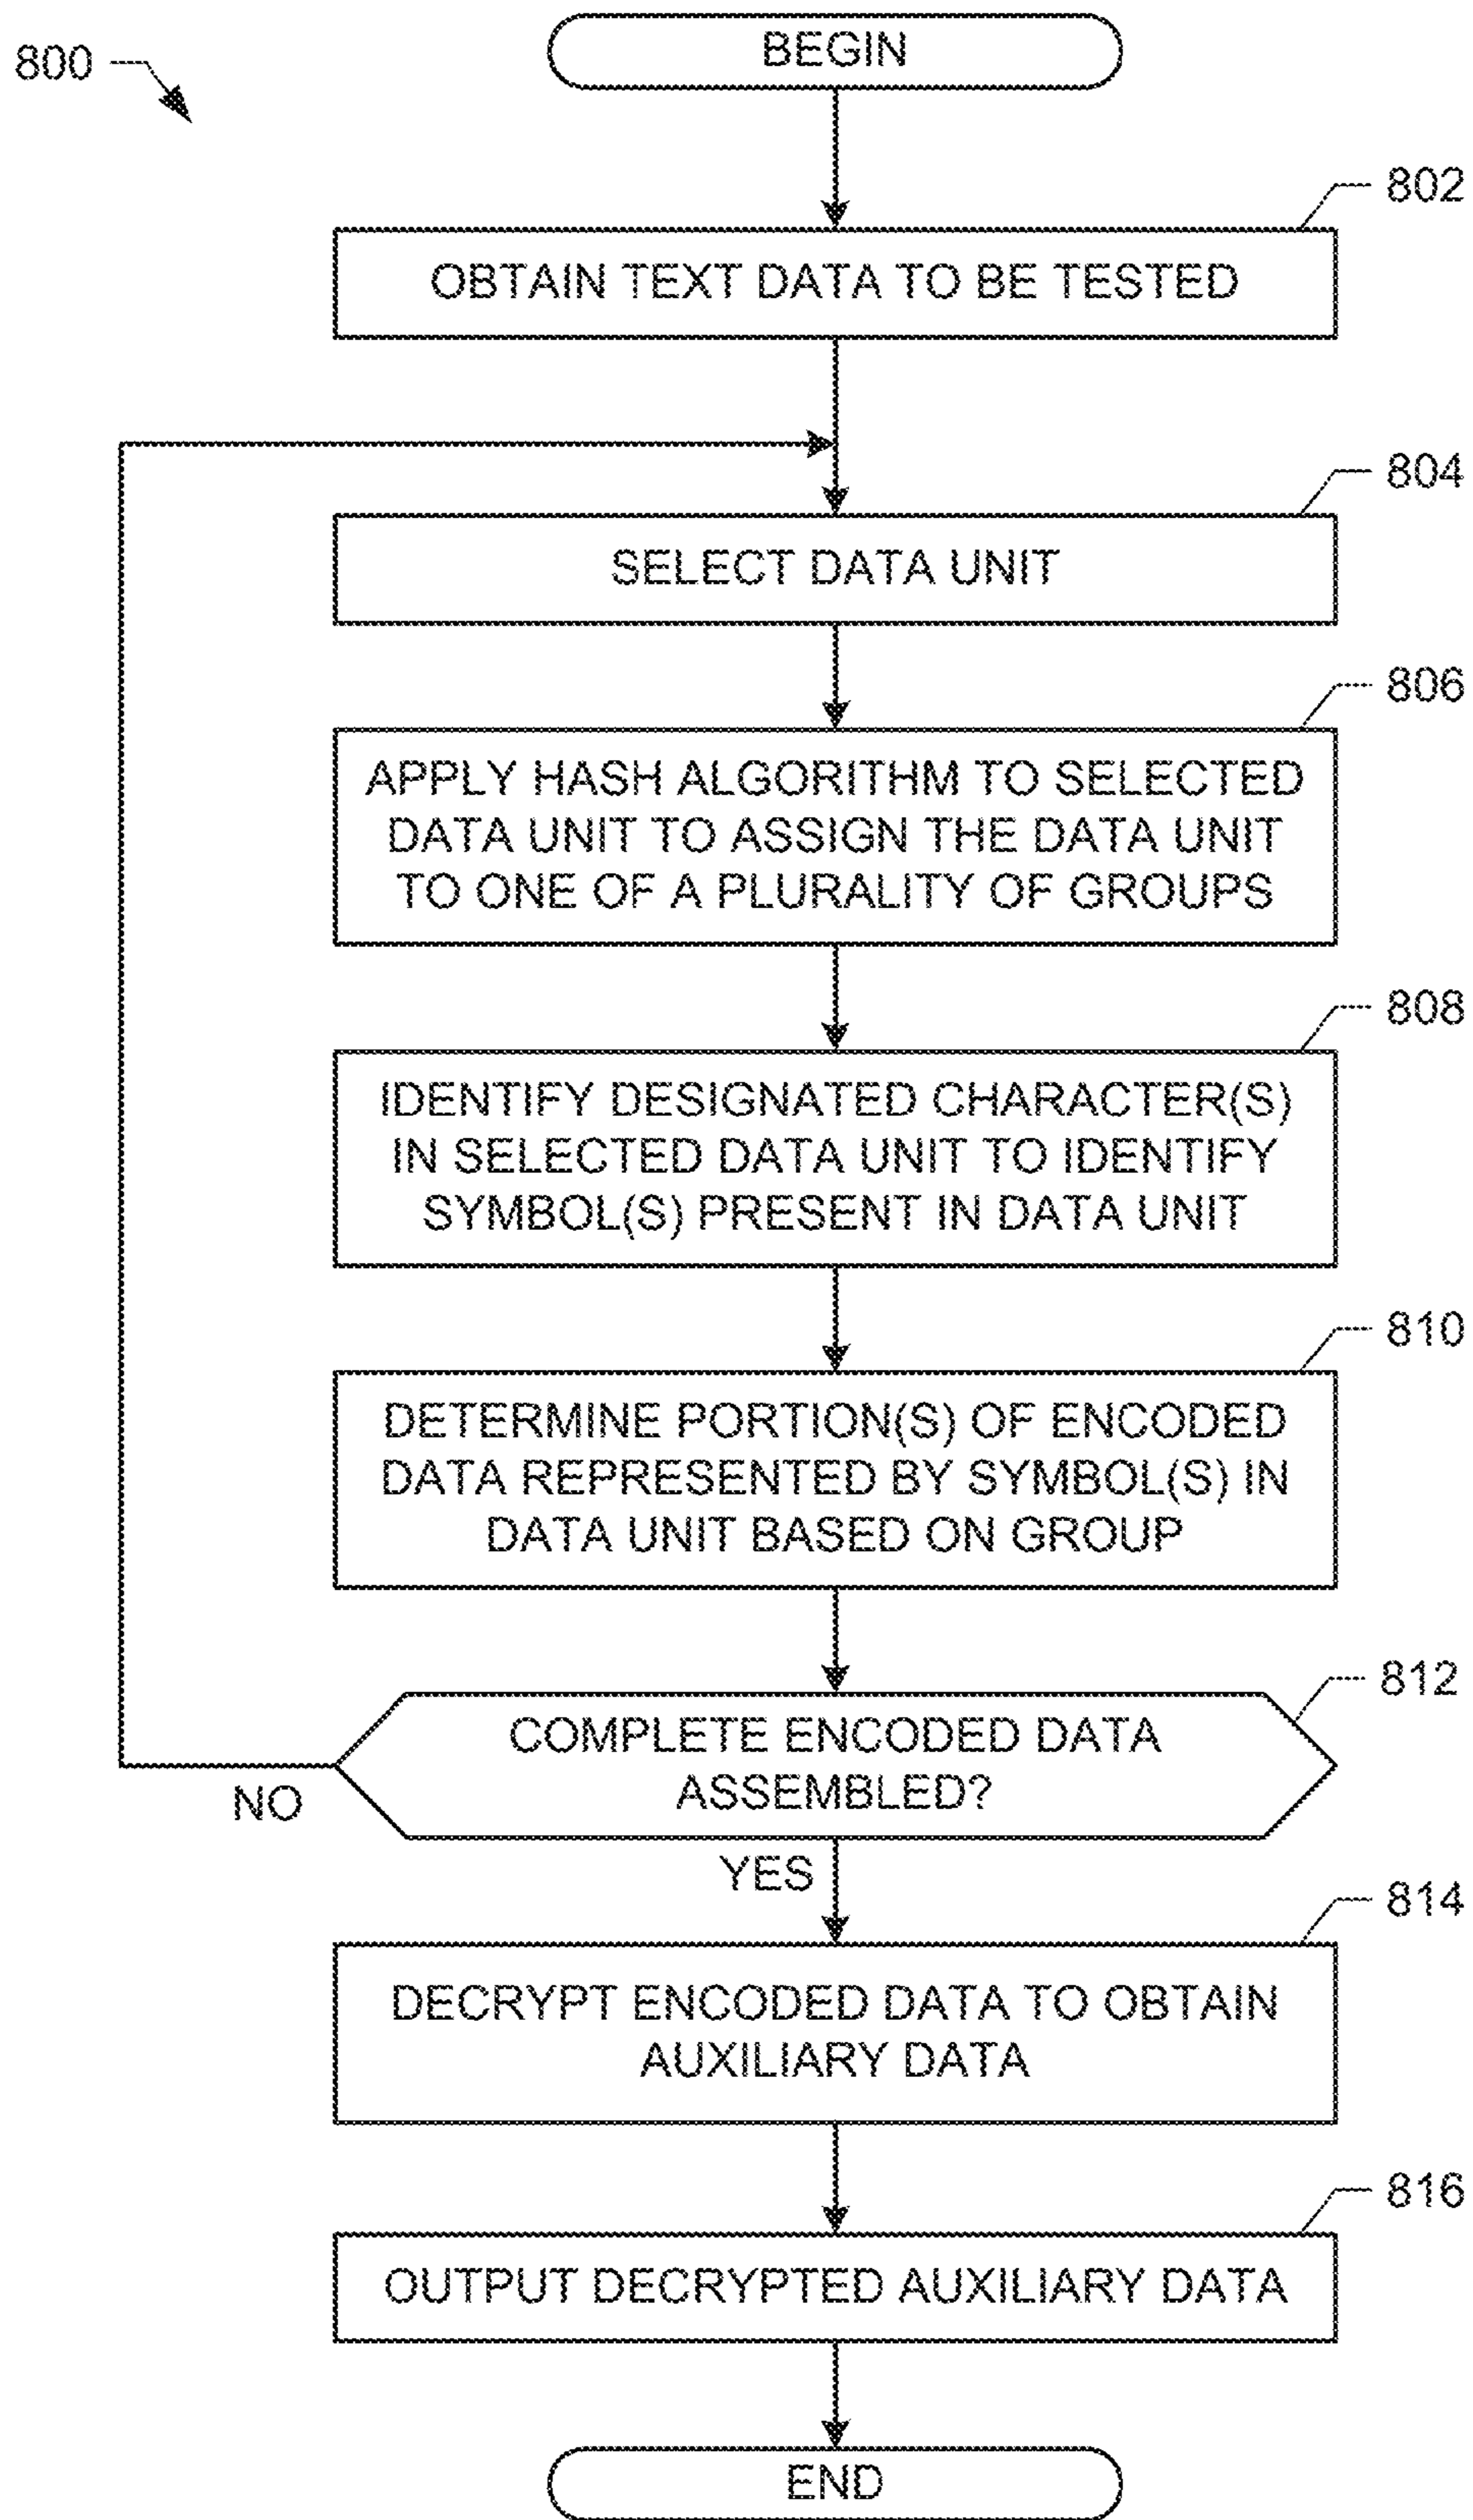 800
BEGIN
802
OBTAIN TEXT DATA TO BE TESTED
804
SELECT DATA UNIT
806
APPLY HASH ALGORITHM TO SELECTED
DATA UNIT TO ASSIGN THE DATA UNIT
TO ONE OF A PLURALITY OF GROUPS
808
IDENTIFY DESIGNATED CHARACTER(S)
IN SELECTED DATA UNIT TO IDENTIFY
SYMBOL(S) PRESENT IN DATA UNIT
810
DETERMINE PORTION(S) OF ENCODED
DATA REPRESENTED BY SYMBOL(S) IN
DATA UNIT BASED ON GROUP
812
COMPLETE ENCODED DATA
ASSEMBLED?
NO
YES
814
DECRYPT ENCODED DATA TO OBTAIN
AUXILIARY DATA
816
OUTPUT DECRYPTED AUXILIARY DATA
END